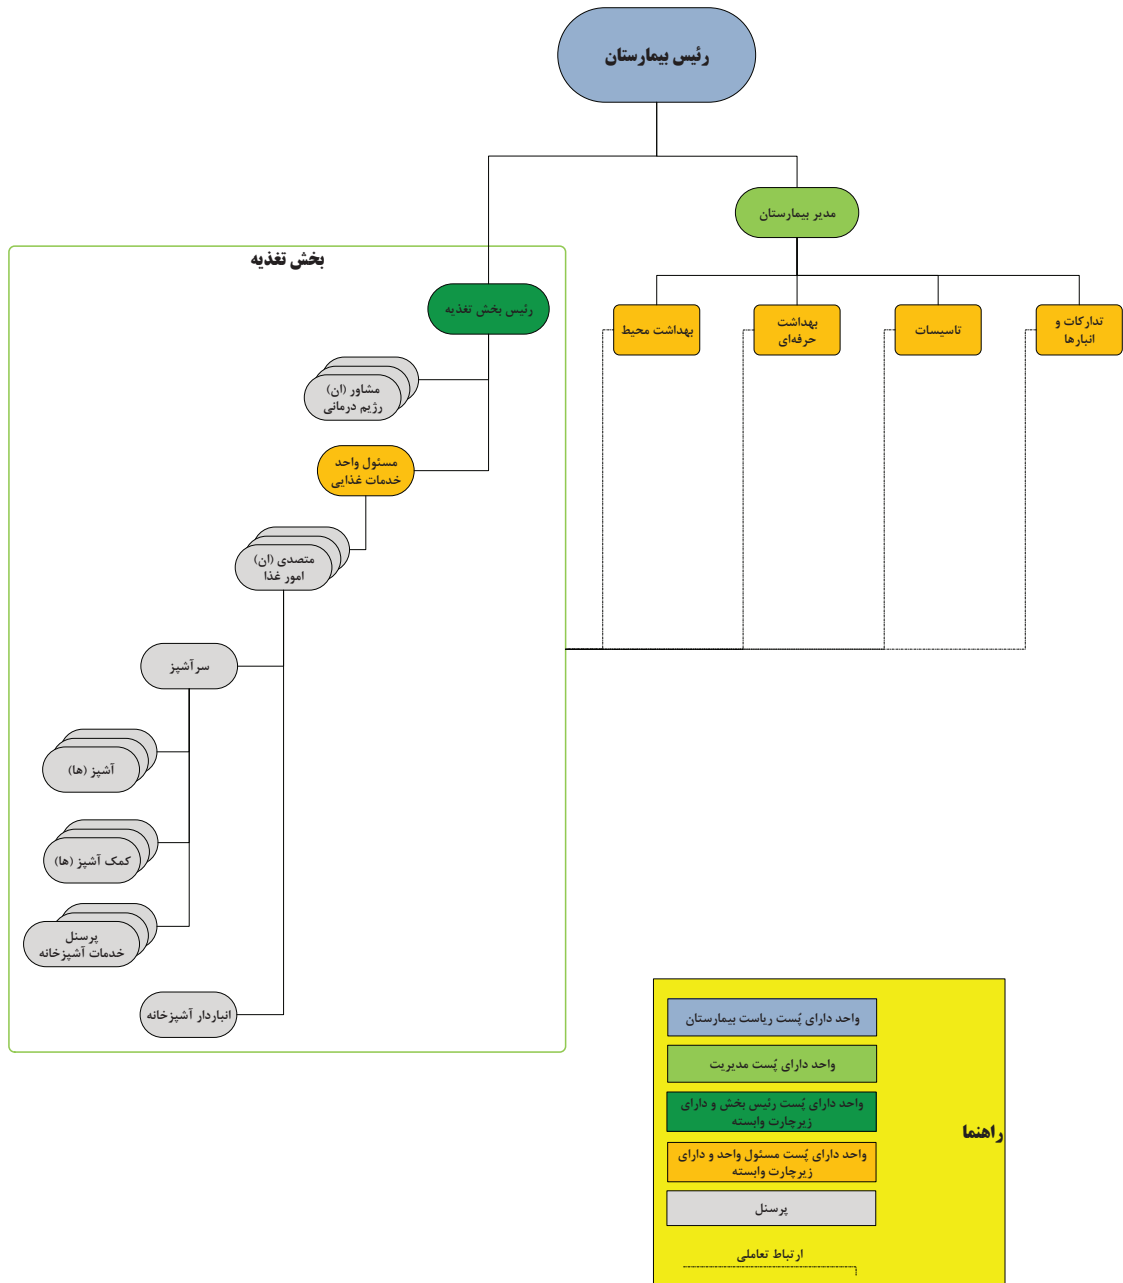 رئیس بیمارستان
مدیر بیمارستان
بخش تغذیه
رئیس بخش تغذیه
تدارکات و
انبارها
تاسیسات
بهداشت
حرفه‌ای
بهداشت محیط
مشاور (ان)
رژیم درمانی
مسئول واحد
خدمات غذایی
متصدی (ان)
امور غذا
سرآشپز
آشپز (ها)
کمک آشپز (ها)
پرسنل
خدمات آشپزخانه
انباردار آشپزخانه
راهنما
واحد دارای پُست ریاست بیمارستان
واحد دارای پُست مدیریت
واحد دارای پُست رئیس بخش و دارای
زیرچارت وابسته
واحد دارای پُست مسئول واحد و دارای
زیرچارت وابسته
پرسنل
ارتباط تعاملی